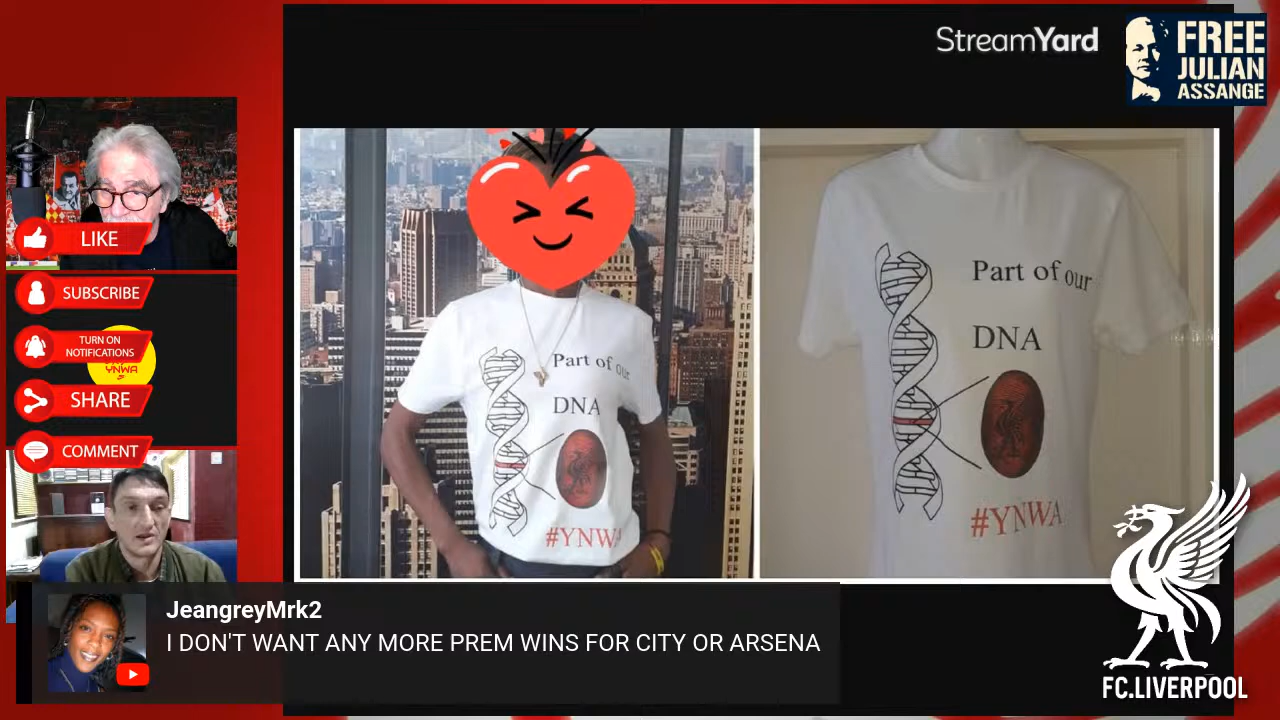 StreamYard
FREE
JULIAN
ASSANGE
LIKE
SUBSCRIBE
TURN ON
NOTIFICATIONS
YNWA
SHARE
COMMENT
Part of our
DNA
#YNWA
Part of our
DNA
#YNWA
JeangreyMrk2
I DON'T WANT ANY MORE PREM WINS FOR CITY OR ARSENA
FC.LIVERPOOL